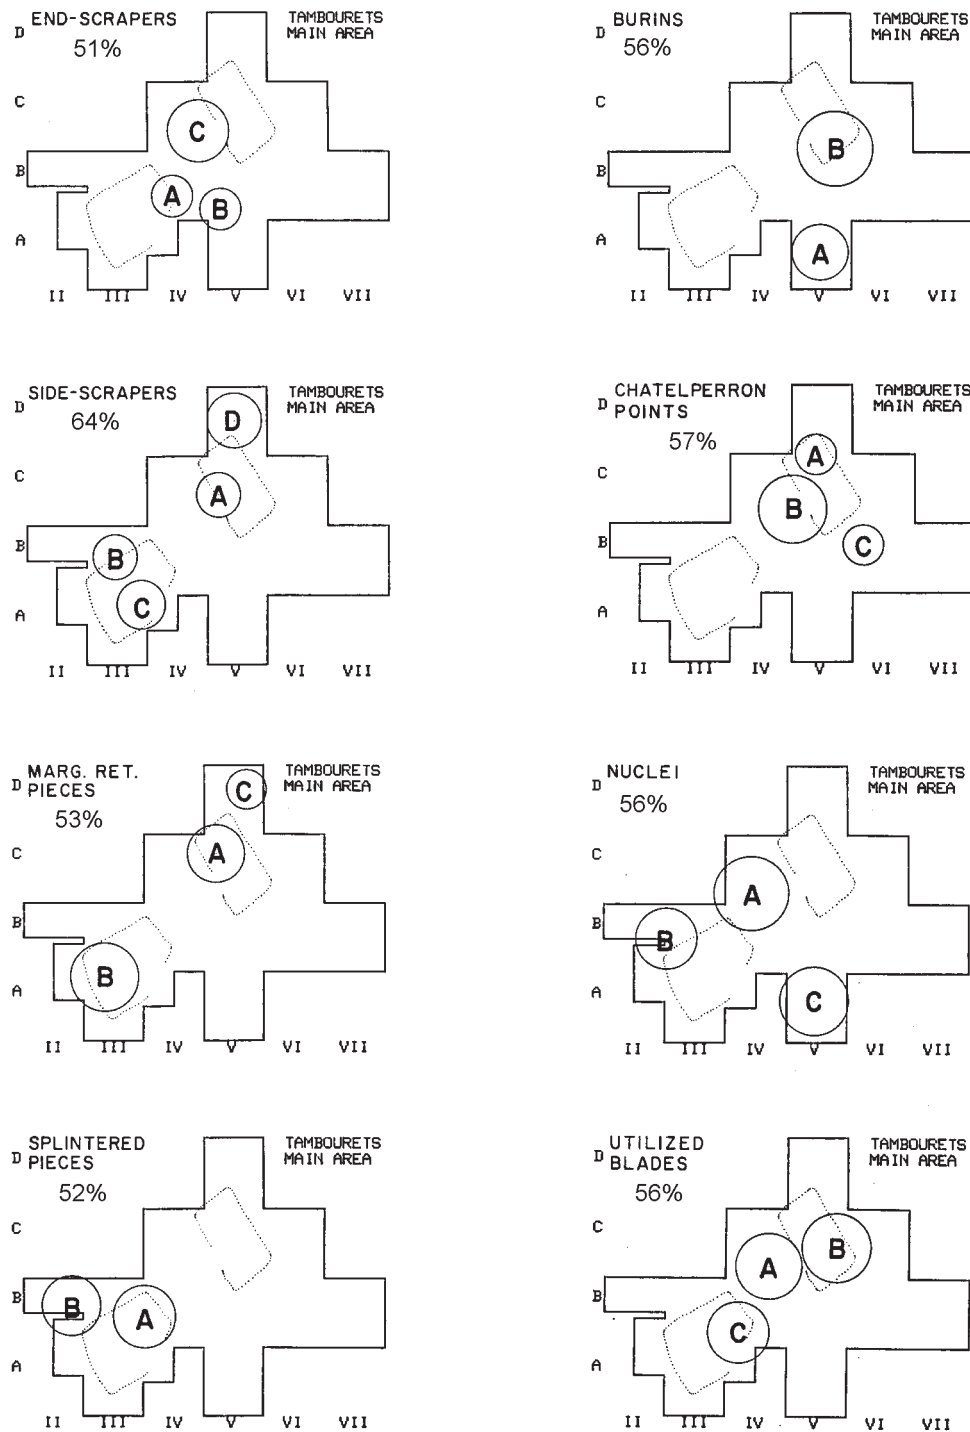 END-SCRAPERS
51%
TAMBOURETS
MAIN AREA
D
C
B
A
C
A
B
II III IV V VI VII
BURINS
56%
TAMBOURETS
MAIN AREA
D
C
B
A
B
A
II III IV V VI VII
SIDE-SCRAPERS
64%
TAMBOURETS
MAIN AREA
D
C
B
A
D
A
B
C
II III IV V VI VII
CHATELPERRON
POINTS
57%
TAMBOURETS
MAIN AREA
D
C
B
A
A
B
C
II III IV V VI VII
MARG. RET.
PIECES
53%
TAMBOURETS
MAIN AREA
D
C
B
A
C
A
B
II III IV V VI VII
NUCLEI
56%
TAMBOURETS
MAIN AREA
D
C
B
A
A
B
C
II III IV V VI VII
SPLINTERED
PIECES
52%
TAMBOURETS
MAIN AREA
D
C
B
A
B
A
II III IV V VI VII
UTILIZED
BLADES
56%
TAMBOURETS
MAIN AREA
D
C
B
A
B
A
C
II III IV V VI VII